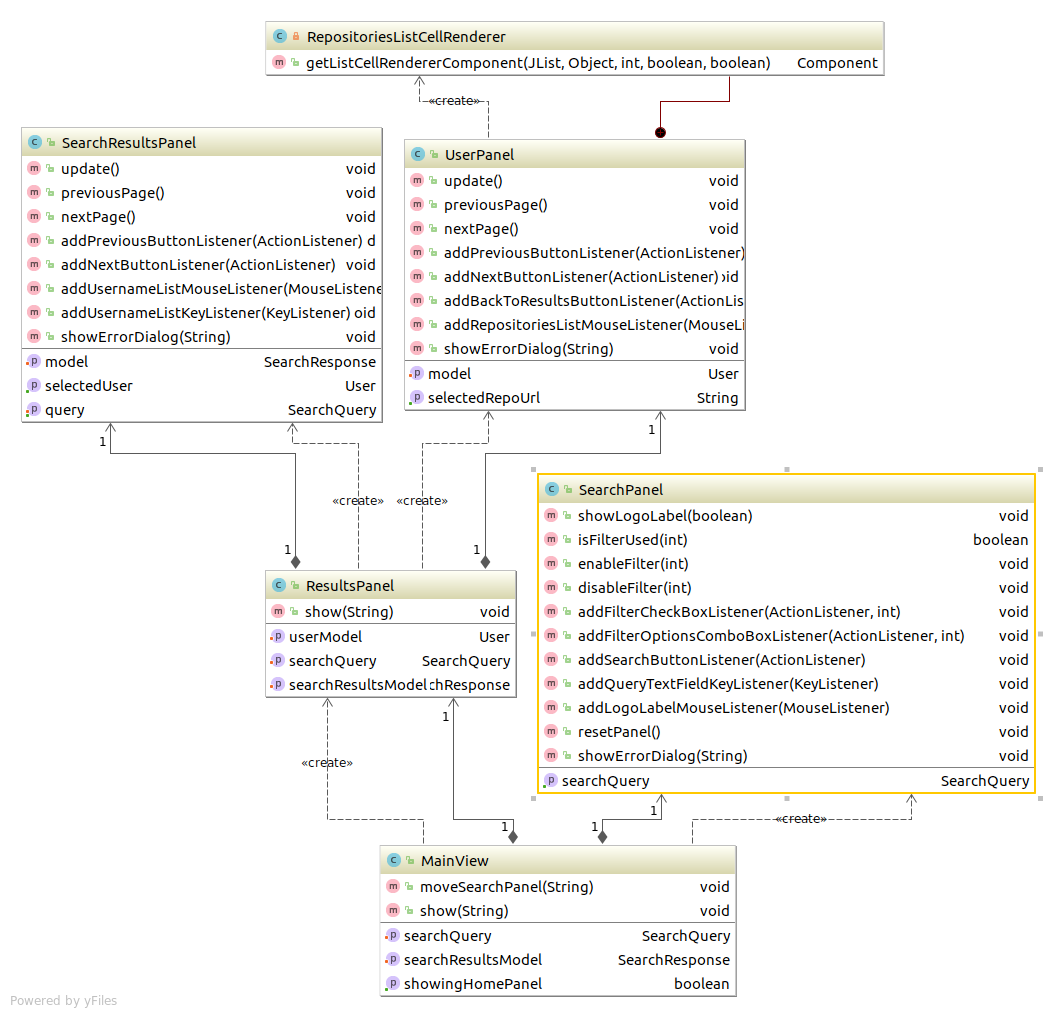 RepositoriesListCellRenderer
getListCellRendererComponent(JList, Object, int, boolean, boolean) Component
«create»
SearchResultsPanel
update() void
previousPage() void
nextPage() void
addPreviousButtonListener(ActionListener) d
addNextButtonListener(ActionListener) void
addUsernameListMouseListener(MouseListene
addUsernameListKeyListener(KeyListener) oid
showErrorDialog(String) void
model SearchResponse
selectedUser User
query SearchQuery
UserPanel
update() void
previousPage() void
nextPage() void
addPreviousButtonListener(ActionListener)
addNextButtonListener(ActionListener) oid
addBackToResultsButtonListener(ActionLis
addRepositoriesListMouseListener(MouseLi
showErrorDialog(String) void
model User
selectedRepoUrl String
1
1
«create» «create»
1
1
SearchPanel
showLogoLabel(boolean) void
isFilterUsed(int) boolean
enableFilter(int) void
disableFilter(int) void
addFilterCheckBoxListener(ActionListener, int) void
addFilterOptionsComboBoxListener(ActionListener, int) void
addSearchButtonListener(ActionListener) void
addQueryTextFieldKeyListener(KeyListener) void
addLogoLabelMouseListener(MouseListener) void
resetPanel() void
showErrorDialog(String) void
searchQuery SearchQuery
ResultsPanel
show(String) void
userModel User
searchQuery SearchQuery
searchResultsModel chResponse
1
«create»
1
1
1
«create»
MainView
moveSearchPanel(String) void
show(String) void
searchQuery SearchQuery
searchResultsModel SearchResponse
showingHomePanel boolean
Powered by yFiles